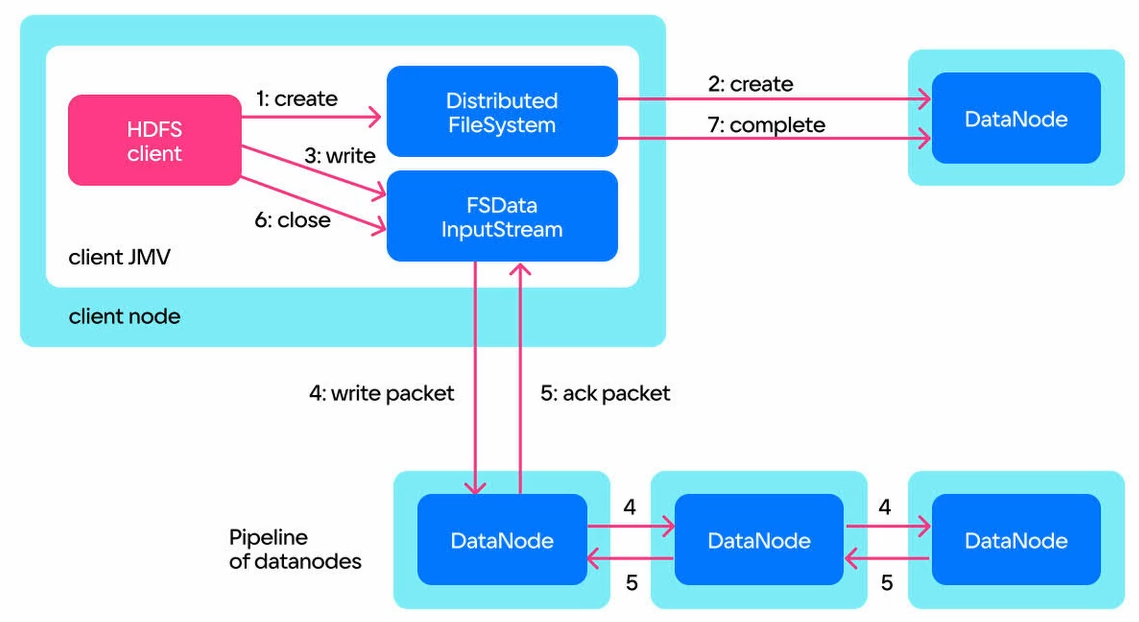 1: create
HDFS
client
3: write
6: close
Distributed
FileSystem
FSData
InputStream
client JMV
client node
2: create
7: complete
DataNode
4: write packet
5: ack packet
Pipeline
of datanodes
DataNode
4
5
DataNode
4
5
DataNode